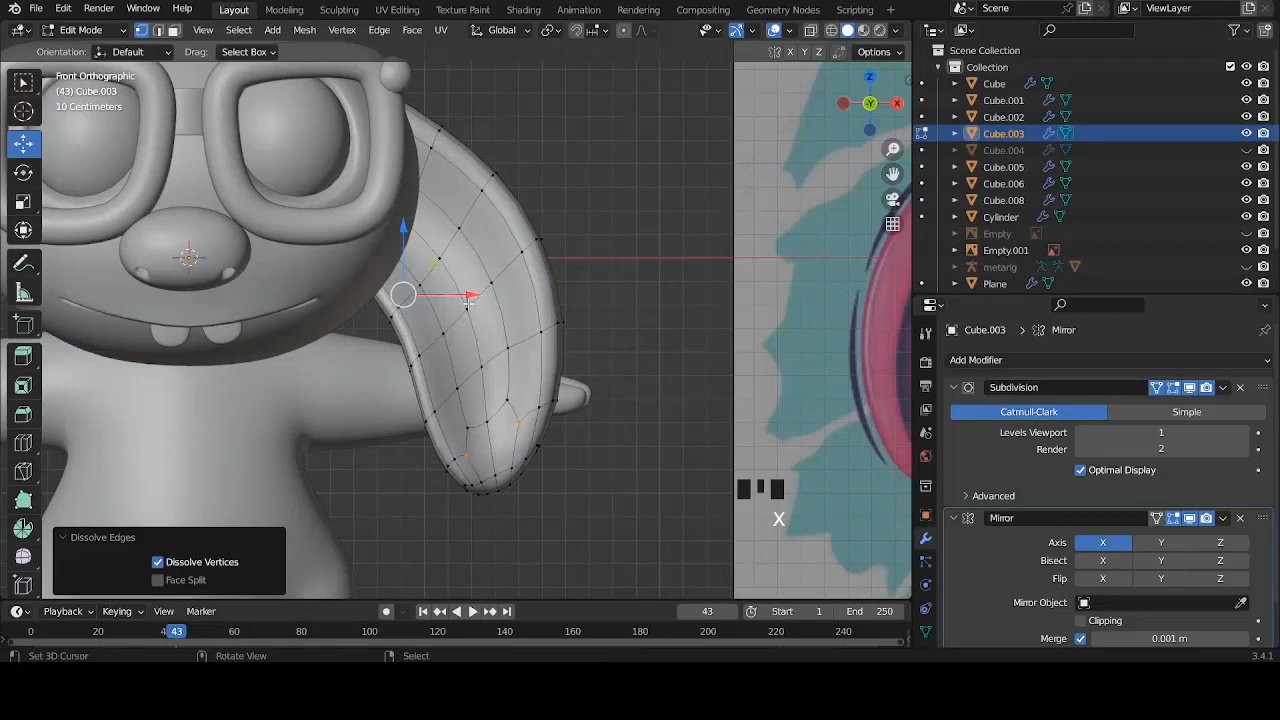 File Edit Render Window Help Layout Modeling Sculpting UV Editing Texture Paint Shading Animation Rendering Compositing Geometry Nodes Scripting Scene ViewLayer
Edit Mode View Select Add Mesh Vertex Edge Face UV Global
Orientation: Default Drag: Select Box X Y Z Options
Front Orthographic
(43) Cube.003
10 Centimeters
Z
X
-Y
X
Dissolve Edges
Dissolve Vertices
Face Split
Scene Collection
Collection
Cube
Cube.001
Cube.002
Cube.003
Cube.004
Cube.005
Cube.006
Cube.008
Cylinder
Empty
Empty.001
metarig
Plane
Cube.003 Mirror
Add Modifier
Subdivision
Catmull-Clark Simple
Levels Viewport 1
Render 2
Optimal Display
Advanced
Mirror
Axis X Y Z
Bisect X Y Z
Flip X Y Z
Mirror Object
Clipping
Merge 0.001 m
Playback Keying View Marker 43 Start 1 End 250
0 20 43 60 80 100 120 140 160 180 200 220 240
Set 3D Cursor Rotate View Select 3.4.1